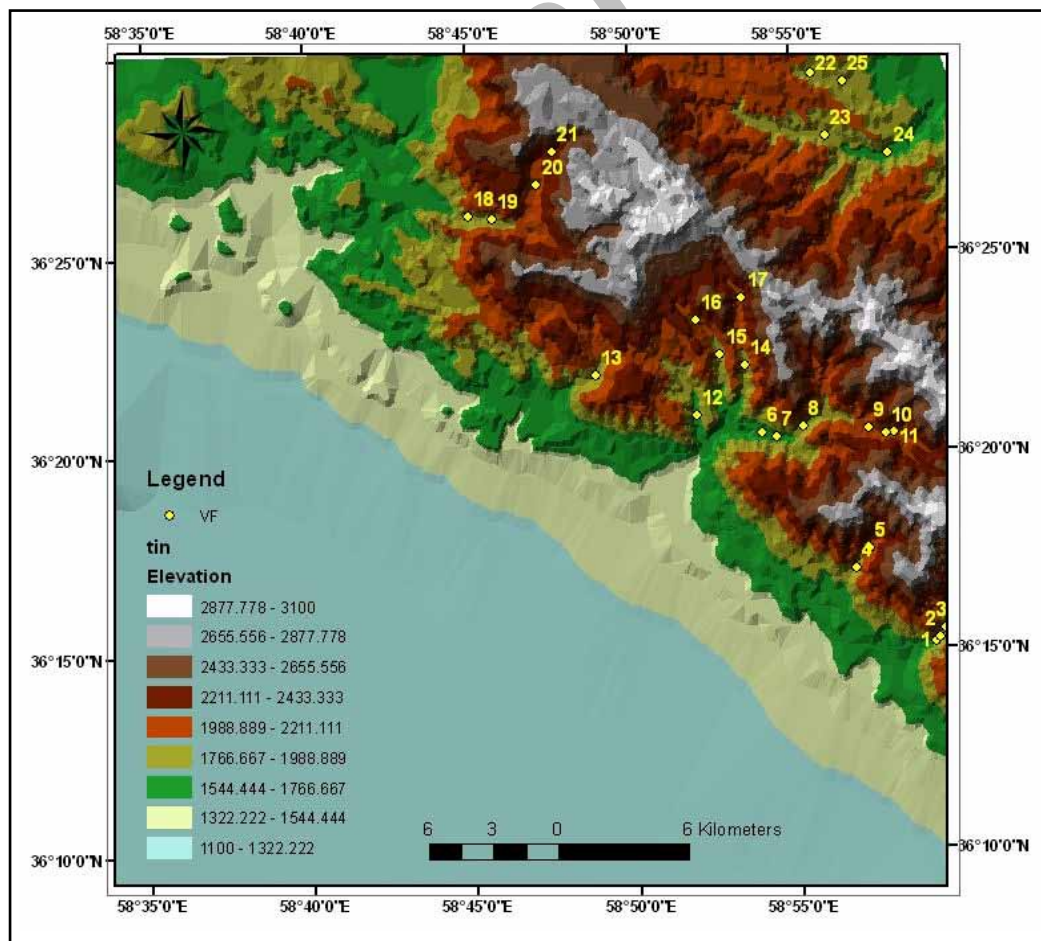 58°35'0"E 58°40'0"E 58°45'0"E 58°50'0"E 58°55'0"E
22 25
23
24
21
20
18 19
36°25'0"N 36°25'0"N
17
16
15 14
13
12
6 7 8 9 10
11
36°20'0"N 36°20'0"N
5
4
3
2
1
36°15'0"N 36°15'0"N
Legend
VF
tin
Elevation
2877.778 - 3100
2655.556 - 2877.778
2433.333 - 2655.556
2211.111 - 2433.333
1988.889 - 2211.111
1766.667 - 1988.889
1544.444 - 1766.667
1322.222 - 1544.444
1100 - 1322.222
6 3 0 6 Kilometers
36°10'0"N 36°10'0"N
58°35'0"E 58°40'0"E 58°45'0"E 58°50'0"E 58°55'0"E